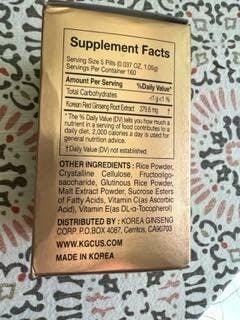 Supplement Facts
Serving Size 5 Pills (0.037 OZ, 1.05g)
Servings Per Container 160
Amount Per Serving %Daily Value*
Total Carbohydrates <1 g <1 %
Korean Red Ginseng Root Extract 379.6 mg
* The % Daily Value (DV) tells you how much a
nutrient in a serving of food contributes to a
daily diet. 2,000 calories a day is used for
general nutrition advice.
†Daily Value (DV) not established.
OTHER INGREDIENTS : Rice Powder,
Crystalline Cellulose, Fructooligo-
saccharide, Glutinous Rice Powder,
Malt Extract Powder, Sucrose Esters
of Fatty Acids, Vitamin C(as Ascorbic
Acid), Vitamin E(as DL-α-Tocopherol)
DISTRIBUTED BY : KOREA GINSENG
CORP P.O.BOX 4087, Cerritos, CA90703
WWW.KGCUS.COM
MADE IN KOREA